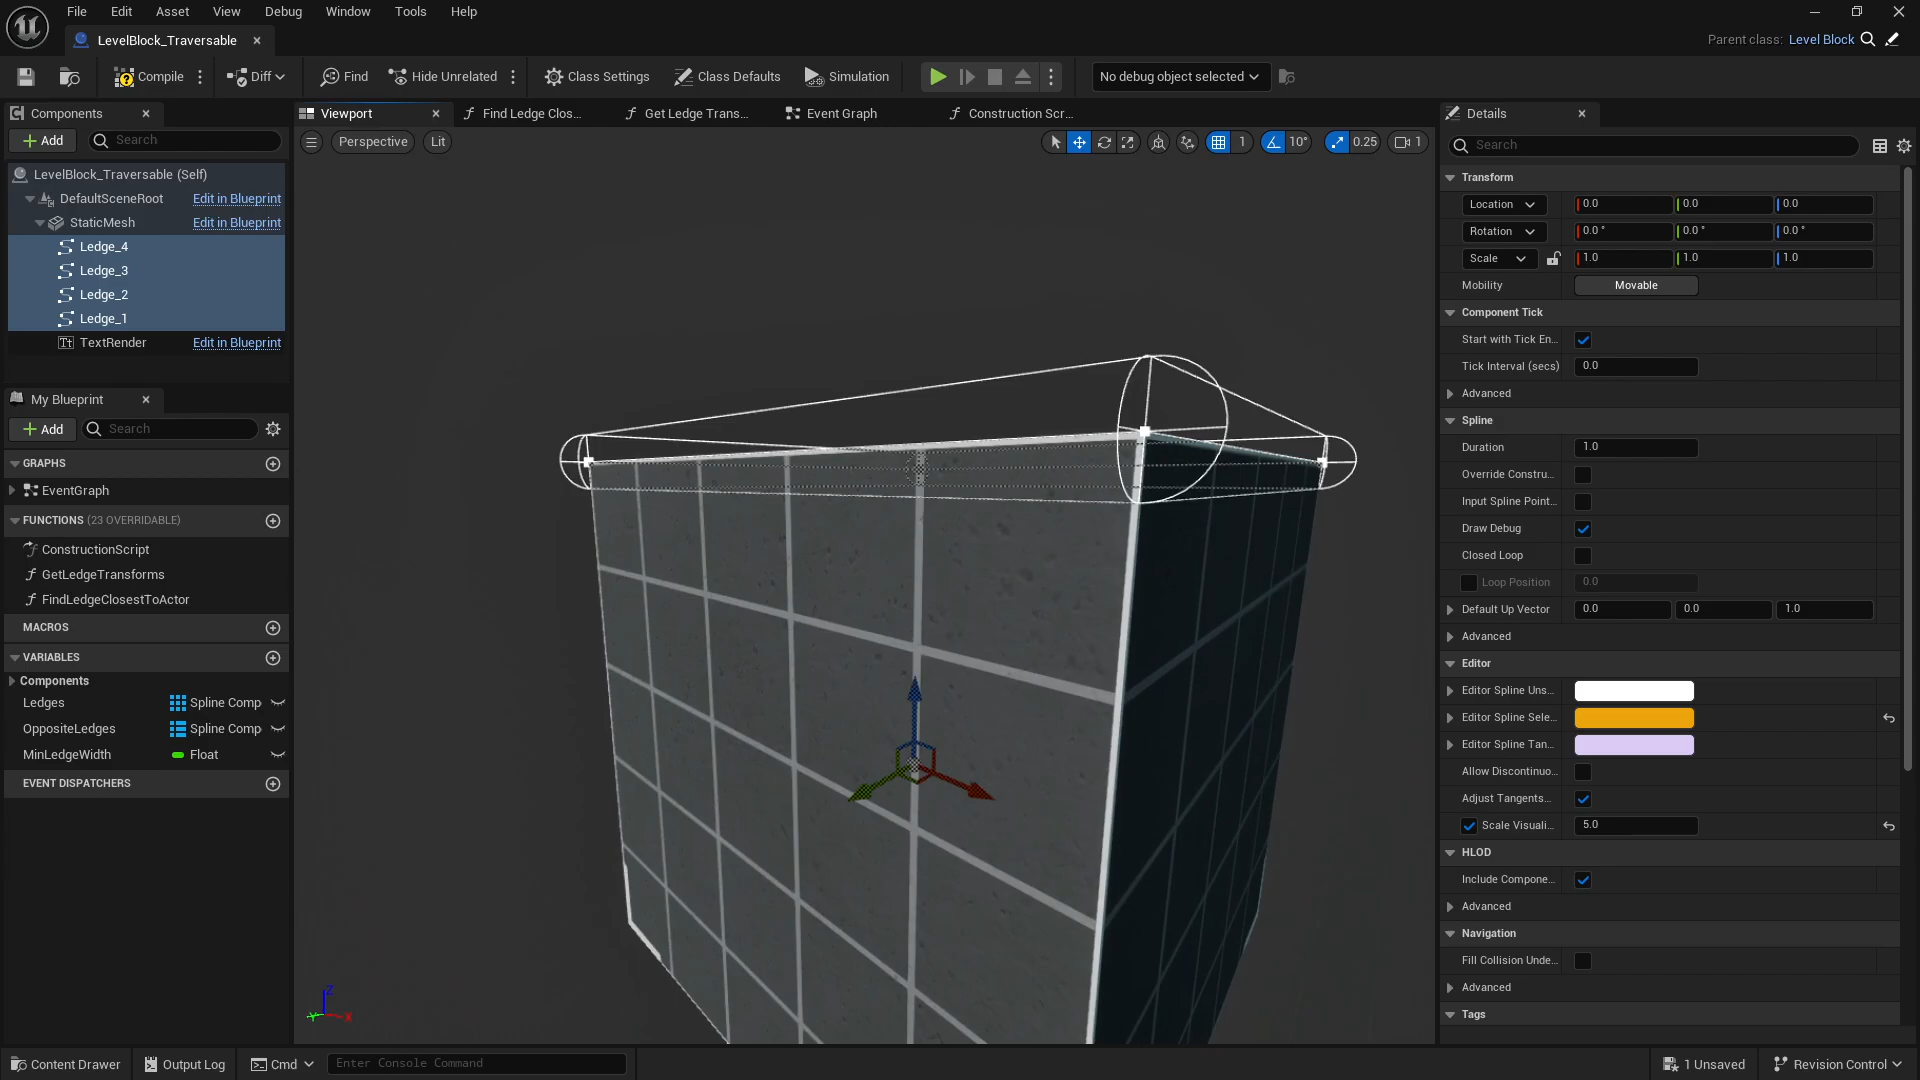 File Edit Asset View Debug Window Tools Help
LevelBlock_Traversable
Parent class: Level Block
Compile Diff Find Hide Unrelated Class Settings Class Defaults Simulation No debug object selected
Components
Add Search
LevelBlock_Traversable (Self)
DefaultSceneRoot Edit in Blueprint
StaticMesh Edit in Blueprint
Ledge_4
Ledge_3
Ledge_2
Ledge_1
TextRender Edit in Blueprint
My Blueprint
Add Search
GRAPHS
EventGraph
FUNCTIONS (23 OVERRIDABLE)
ConstructionScript
GetLedgeTransforms
FindLedgeClosestToActor
MACROS
VARIABLES
Components
Ledges Spline Comp
OppositeLedges Spline Comp
MinLedgeWidth Float
EVENT DISPATCHERS
Viewport Find Ledge Clos... Get Ledge Trans... Event Graph Construction Scr...
Perspective Lit 1 10° 0.25 1
Z
Y X
Details
Search
Transform
Location 0.0 0.0 0.0
Rotation 0.0 ° 0.0 ° 0.0 °
Scale 1.0 1.0 1.0
Mobility Movable
Component Tick
Start with Tick En...
Tick Interval (secs) 0.0
Advanced
Spline
Duration 1.0
Override Constru...
Input Spline Point...
Draw Debug
Closed Loop
Loop Position 0.0
Default Up Vector 0.0 0.0 1.0
Advanced
Editor
Editor Spline Uns...
Editor Spline Sele...
Editor Spline Tan...
Allow Discontinuo...
Adjust Tangents...
Scale Visuali... 5.0
HLOD
Include Compone...
Advanced
Navigation
Fill Collision Unde...
Advanced
Tags
Content Drawer Output Log Cmd Enter Console Command 1 Unsaved Revision Control